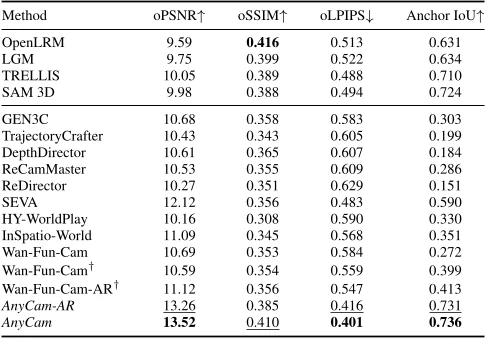 Method oPSNR↑ oSSIM↑ oLPIPS↓ Anchor IoU↑
OpenLRM 9.59 0.416 0.513 0.631
LGM 9.75 0.399 0.522 0.634
TRELLIS 10.05 0.389 0.488 0.710
SAM 3D 9.98 0.388 0.494 0.724
GEN3C 10.68 0.358 0.583 0.303
TrajectoryCrafter 10.43 0.343 0.605 0.199
DepthDirector 10.61 0.365 0.607 0.184
ReCamMaster 10.53 0.355 0.609 0.286
ReDirector 10.27 0.351 0.629 0.151
SEVA 12.12 0.356 0.483 0.590
HY-WorldPlay 10.16 0.308 0.590 0.330
InSpatio-World 11.09 0.345 0.568 0.351
Wan-Fun-Cam 10.69 0.353 0.584 0.272
Wan-Fun-Cam† 10.59 0.354 0.559 0.399
Wan-Fun-Cam-AR† 11.12 0.356 0.547 0.413
AnyCam-AR 13.26 0.385 0.416 0.731
AnyCam 13.52 0.410 0.401 0.736